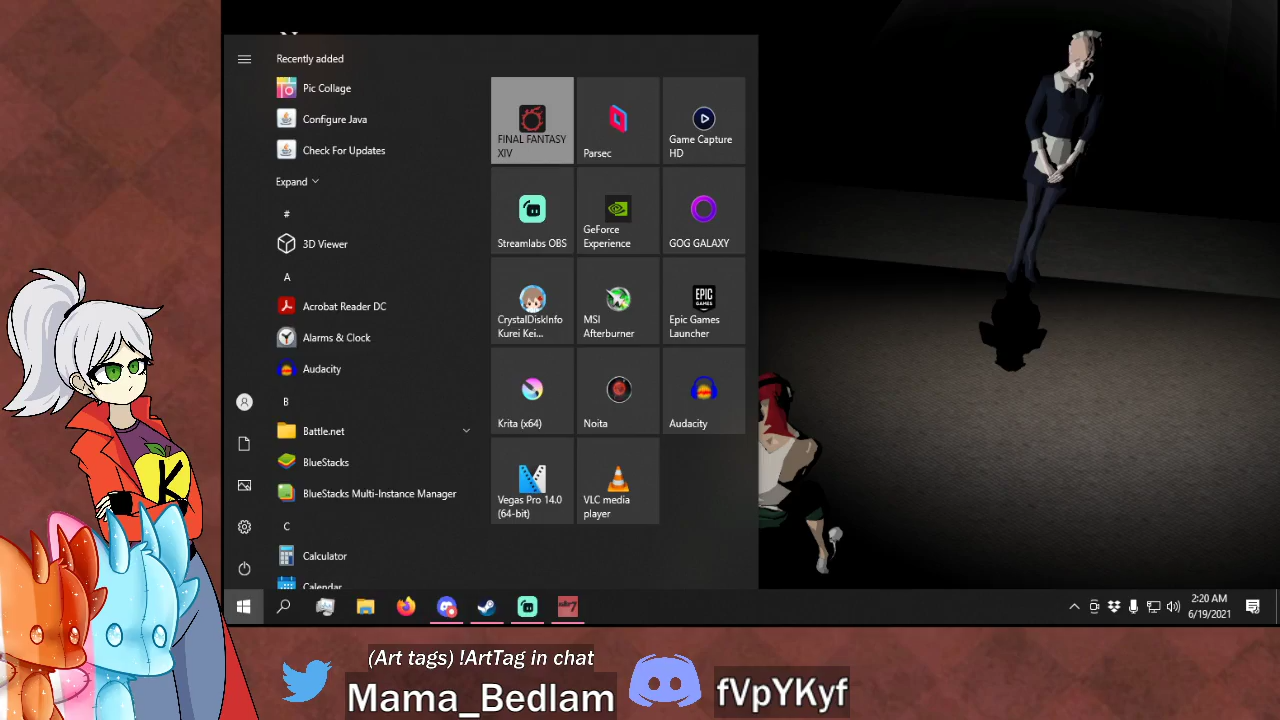 Recently added
Pic Collage
Configure Java
Check For Updates
Expand
#
3D Viewer
A
Acrobat Reader DC
Alarms & Clock
Audacity
B
Battle.net
BlueStacks
BlueStacks Multi-Instance Manager
C
Calculator
Calendar
FINAL FANTASY
XIV
Parsec
Game Capture
HD
Streamlabs OBS
GeForce
Experience
GOG GALAXY
CrystalDiskInfo
Kurei Kei...
MSI
Afterburner
EPIC
GAMES
Epic Games
Launcher
Krita (x64)
Noita
Audacity
Vegas Pro 14.0
(64-bit)
VLC media
player
K
2:20 AM
6/19/2021
(Art tags) !ArtTag in chat
Mama_Bedlam
fVpYKyf